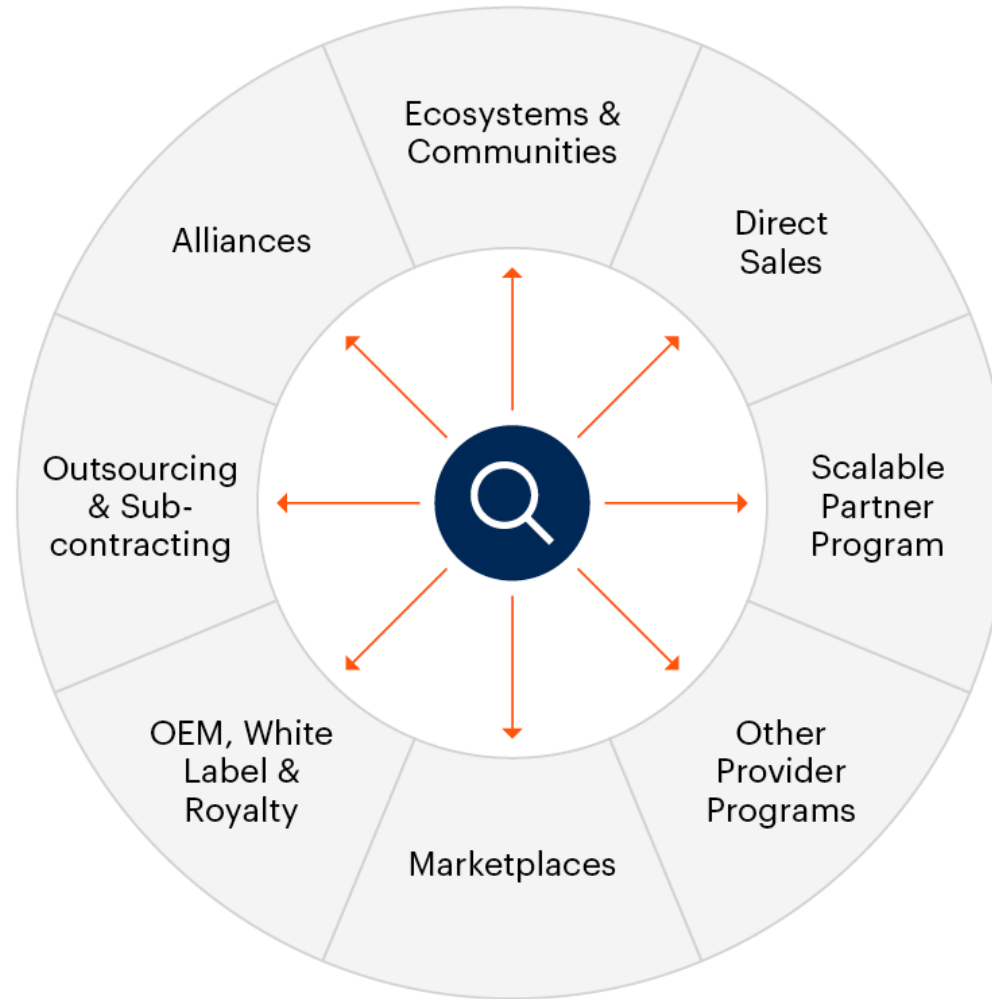 Ecosystems &
Communities
Direct
Sales
Scalable
Partner
Program
Other
Provider
Programs
Marketplaces
OEM, White
Label &
Royalty
Outsourcing
& Sub-
contracting
Alliances